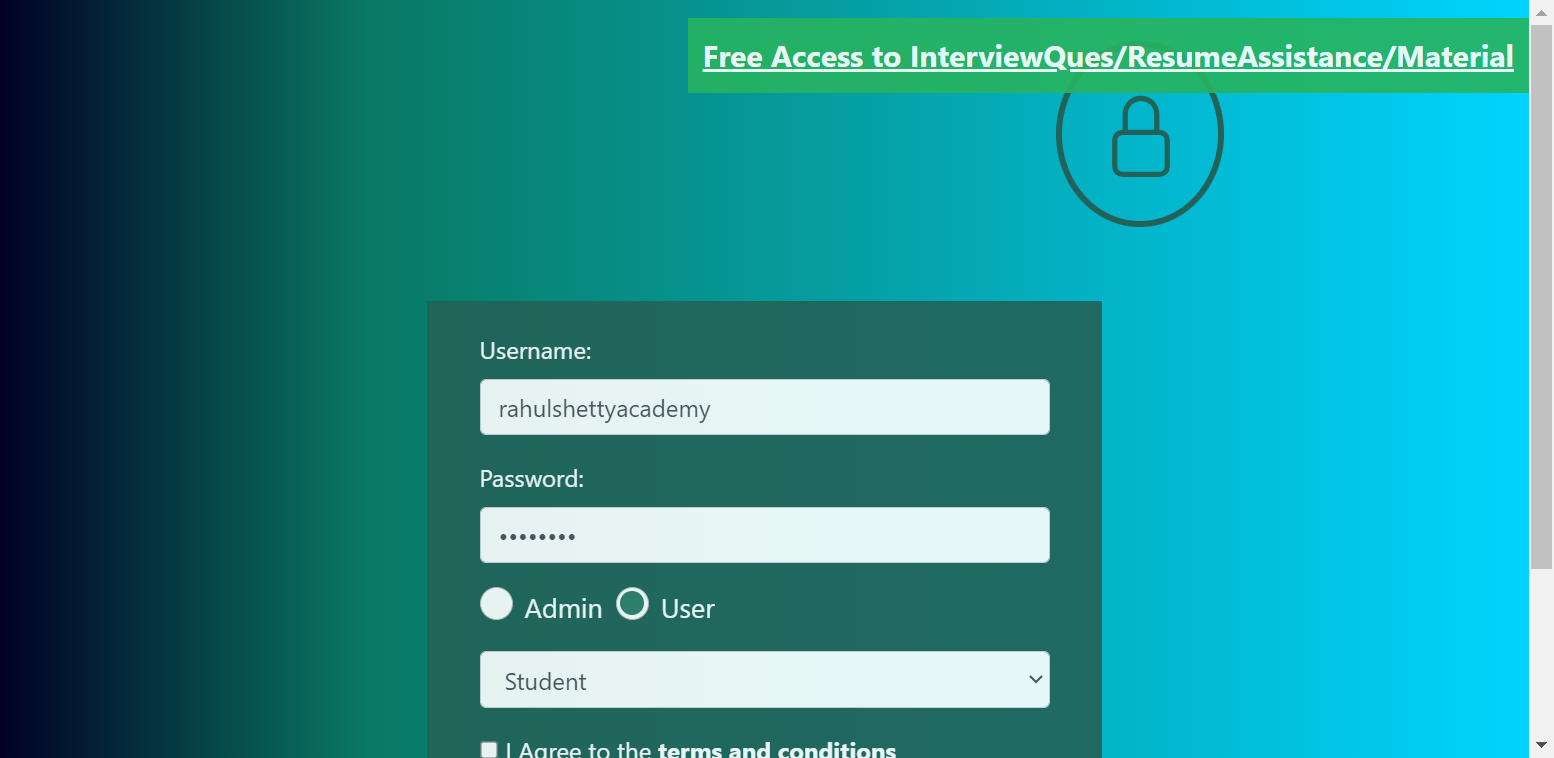 Free Access to InterviewQues/ResumeAssistance/Material
Username:
rahulshettyacademy
Password:
••••••••
Admin User
Student
I Agree to the terms and conditions